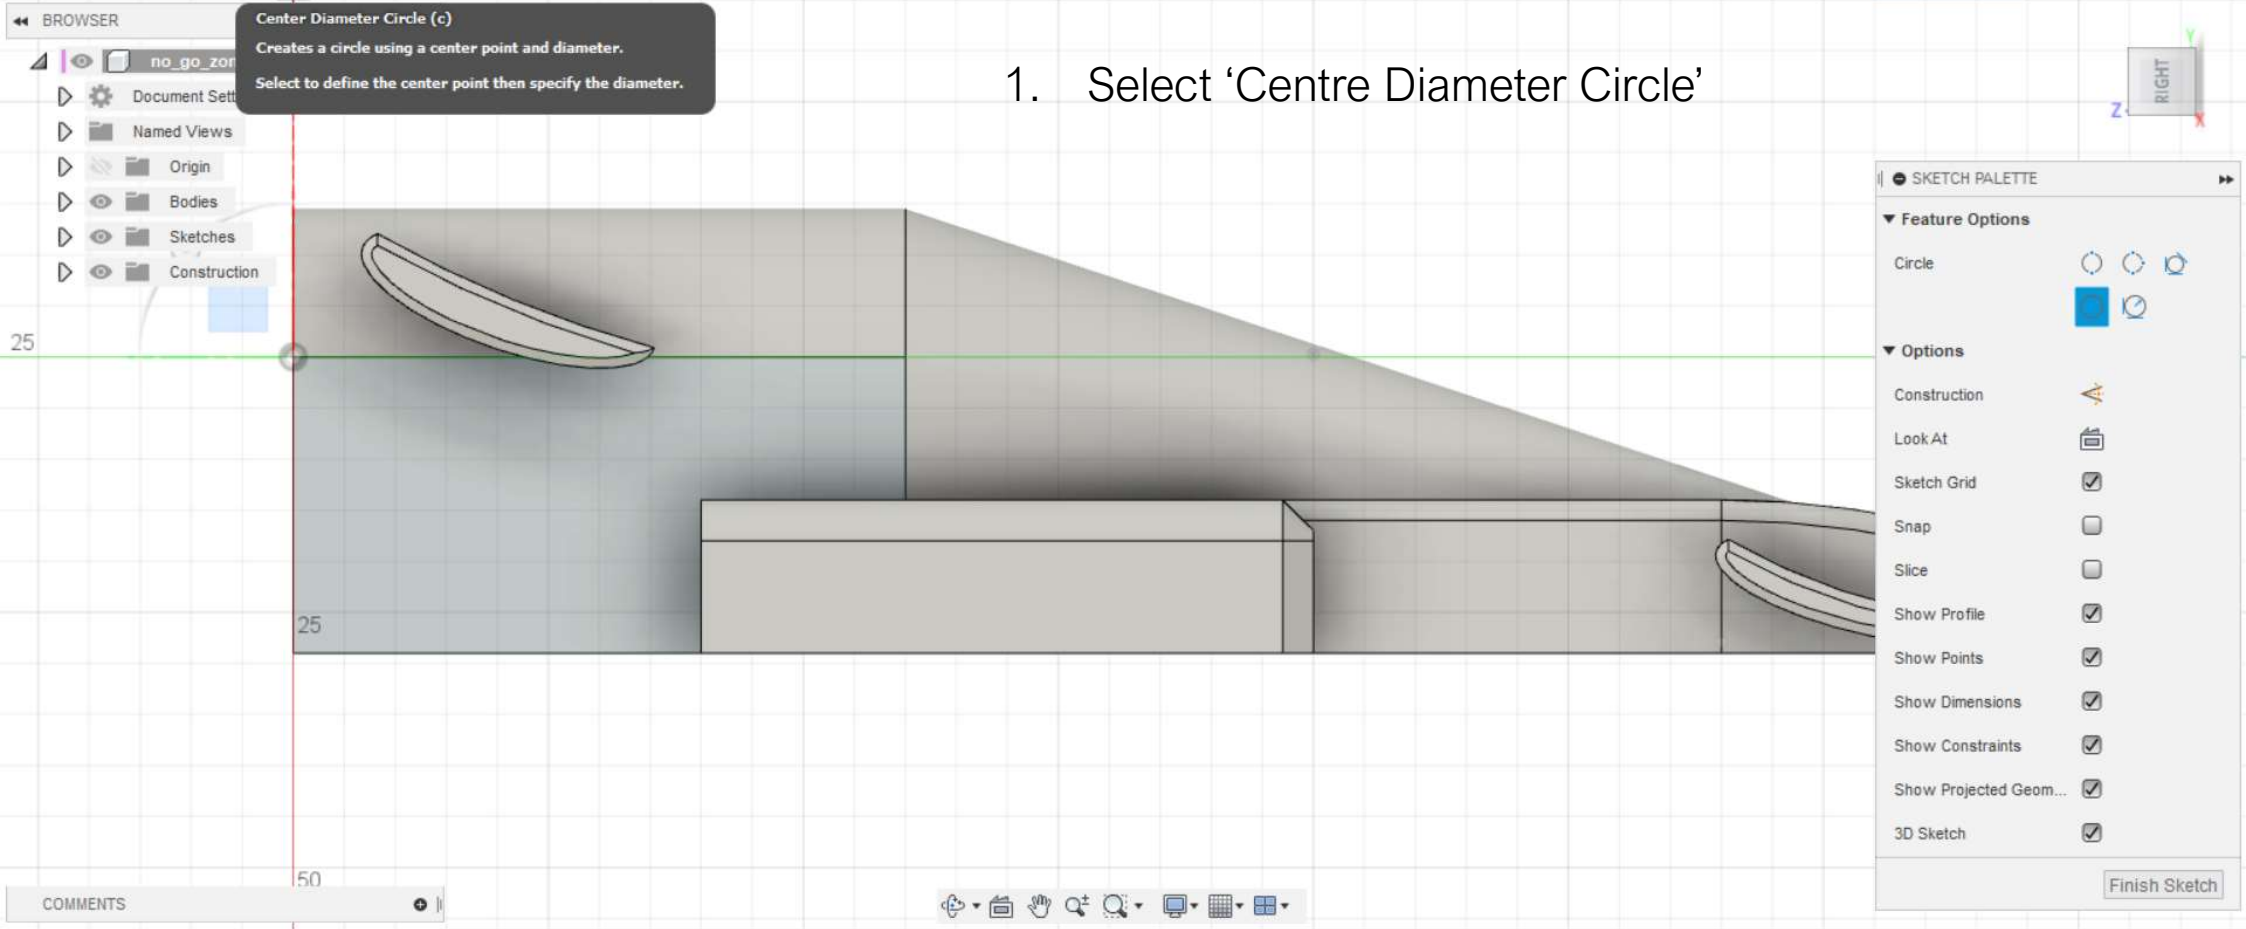 BROWSER
Center Diameter Circle (c)
Creates a circle using a center point and diameter.
Select to define the center point then specify the diameter.
1. Select ‘Centre Diameter Circle’
no_go_zon
Document Sett
Named Views
Origin
Bodies
Sketches
Construction
25
25
50
Y
RIGHT
Z
X
SKETCH PALETTE
Feature Options
Circle
Options
Construction
Look At
Sketch Grid
Snap
Slice
Show Profile
Show Points
Show Dimensions
Show Constraints
Show Projected Geom...
3D Sketch
Finish Sketch
COMMENTS